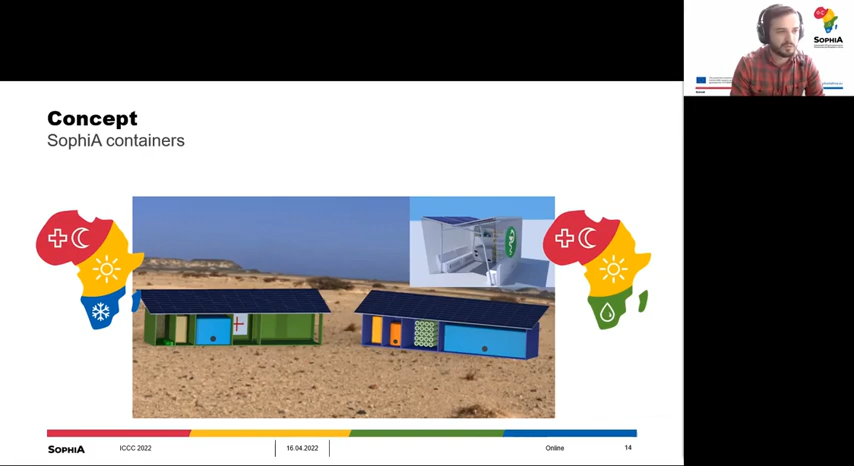 Concept
SophiA containers
SOPHIA
SOPHIA
ICCC 2022
16.04.2022
Online
14